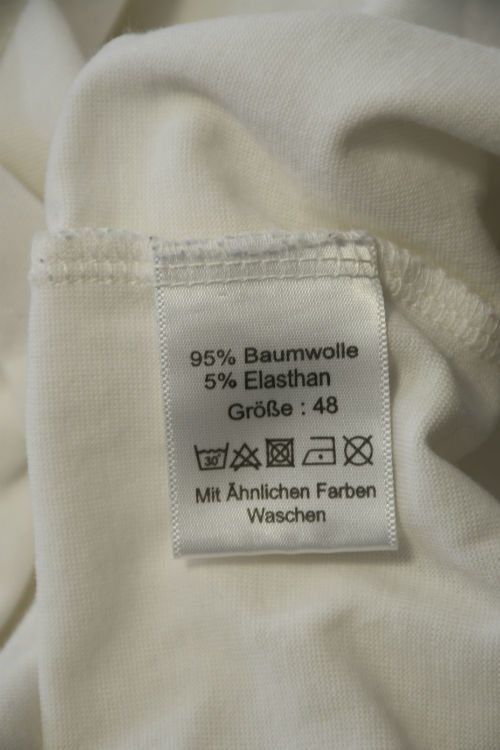 95% Baumwolle
5% Elasthan
Größe : 48
30
Mit Ähnlichen Farben
Waschen